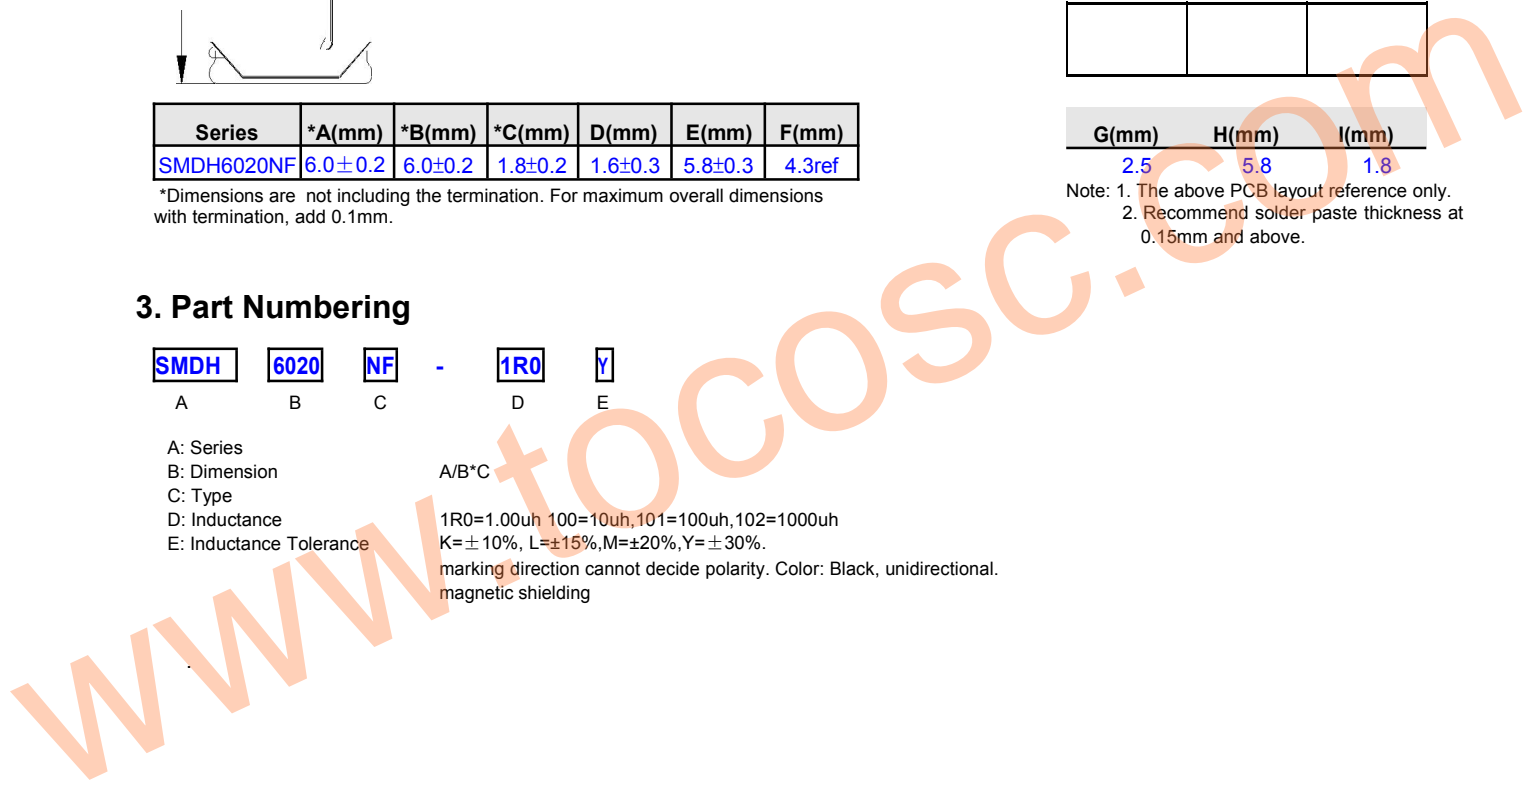 Series *A(mm) *B(mm) *C(mm) D(mm) E(mm) F(mm)
SMDH6020NF 6.0±0.2 6.0±0.2 1.8±0.2 1.6±0.3 5.8±0.3 4.3ref
*Dimensions are not including the termination. For maximum overall dimensions
with termination, add 0.1mm.
G(mm) H(mm) I(mm)
2.5 5.8 1.8
Note: 1. The above PCB layout reference only.
2. Recommend solder paste thickness at
0.15mm and above.
3. Part Numbering
SMDH 6020 NF - 1R0 Y
A B C D E
A: Series
B: Dimension A/B*C
C: Type
D: Inductance 1R0=1.00uh 100=10uh,101=100uh,102=1000uh
E: Inductance Tolerance K=±10%, L=±15%,M=±20%,Y=±30%.
marking direction cannot decide polarity. Color: Black, unidirectional.
magnetic shielding
www.tocosc.com